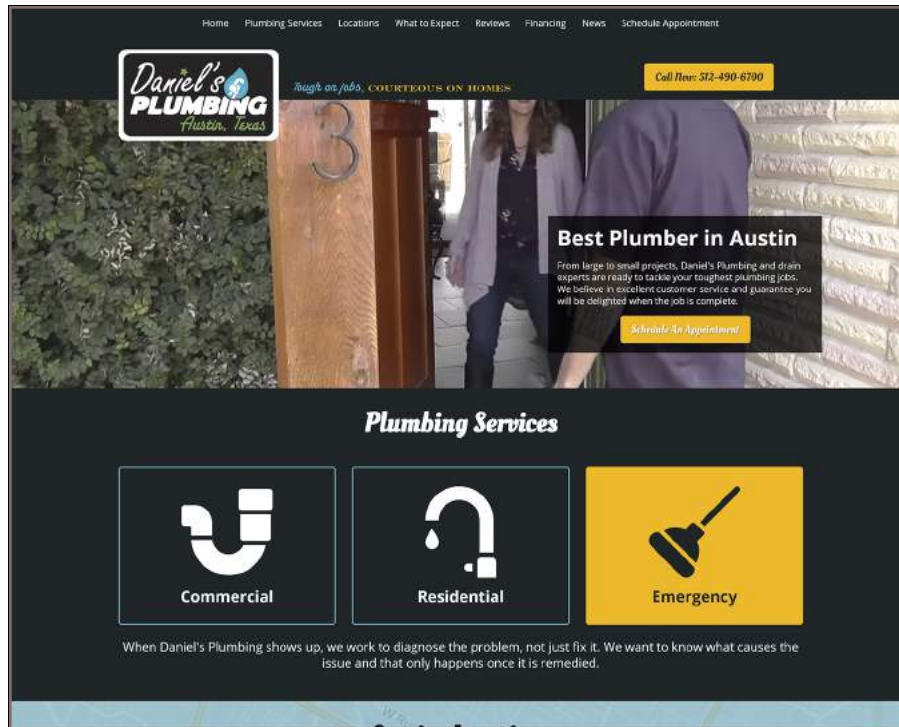 Home Plumbing Services Locations What to Expect Reviews Financing News Schedule Appointment
Daniel's
PLUMBING
Austin, Texas
Tough on jobs, COURTEOUS ON HOMES
Call Now: 512-490-6700
3
Best Plumber in Austin
From large to small projects, Daniel's Plumbing and drain
experts are ready to tackle your toughest plumbing jobs.
We believe in excellent customer service and guarantee you
will be delighted when the job is complete.
Schedule An Appointment
Plumbing Services
Commercial Residential Emergency
When Daniel's Plumbing shows up, we work to diagnose the problem, not just fix it. We want to know what causes the
issue and that only happens once it is remedied.